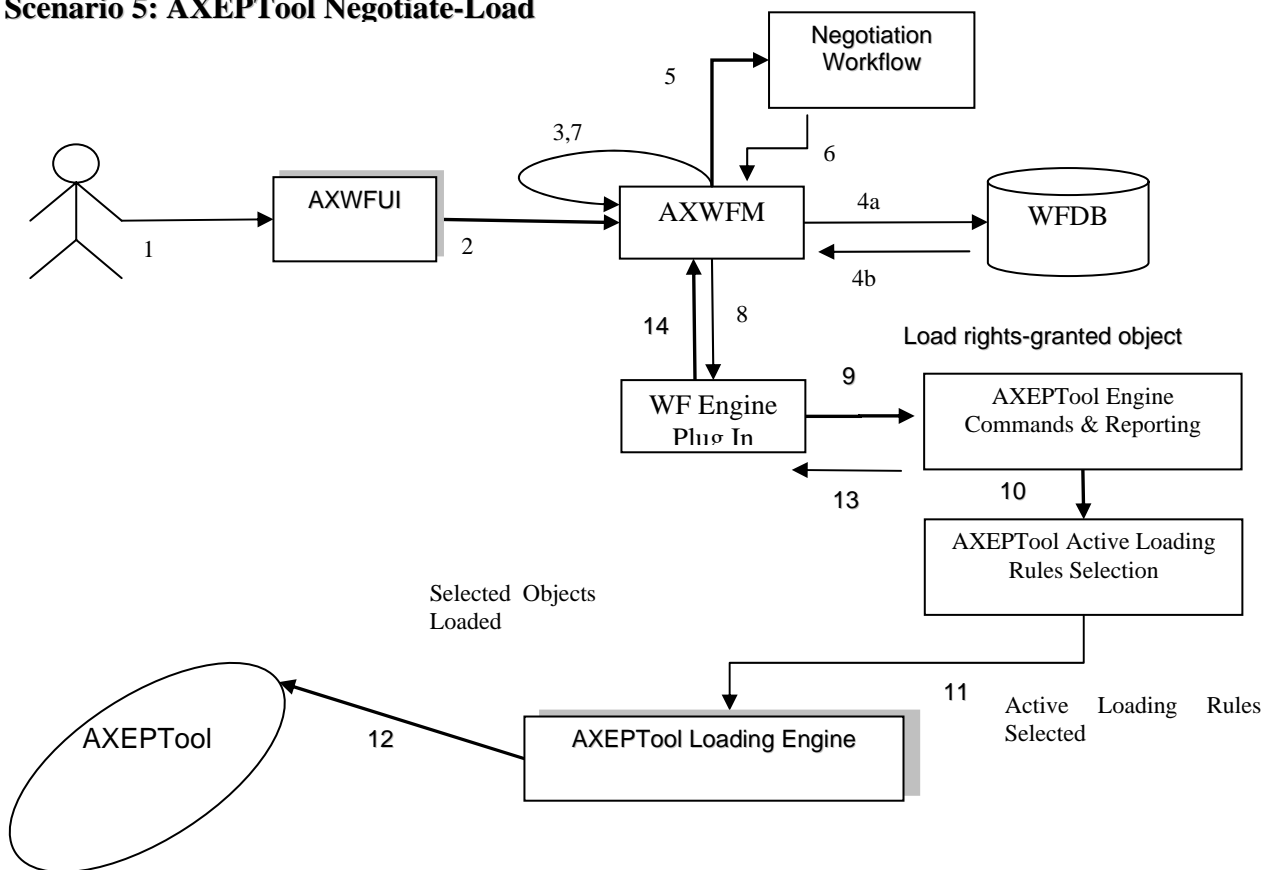 Scenario 5: AXEPTool Negotiate-Load
Negotiation
Workflow
5
3,7
6
AXWFUI
AXWFM
4a
WFDB
1
2
4b
14
8
Load rights-granted object
9
WF Engine
Plug In
AXEPTool Engine
Commands & Reporting
13
10
AXEPTool Active Loading
Rules Selection
Selected Objects
Loaded
11
Active Loading Rules
Selected
AXEPTool
12
AXEPTool Loading Engine